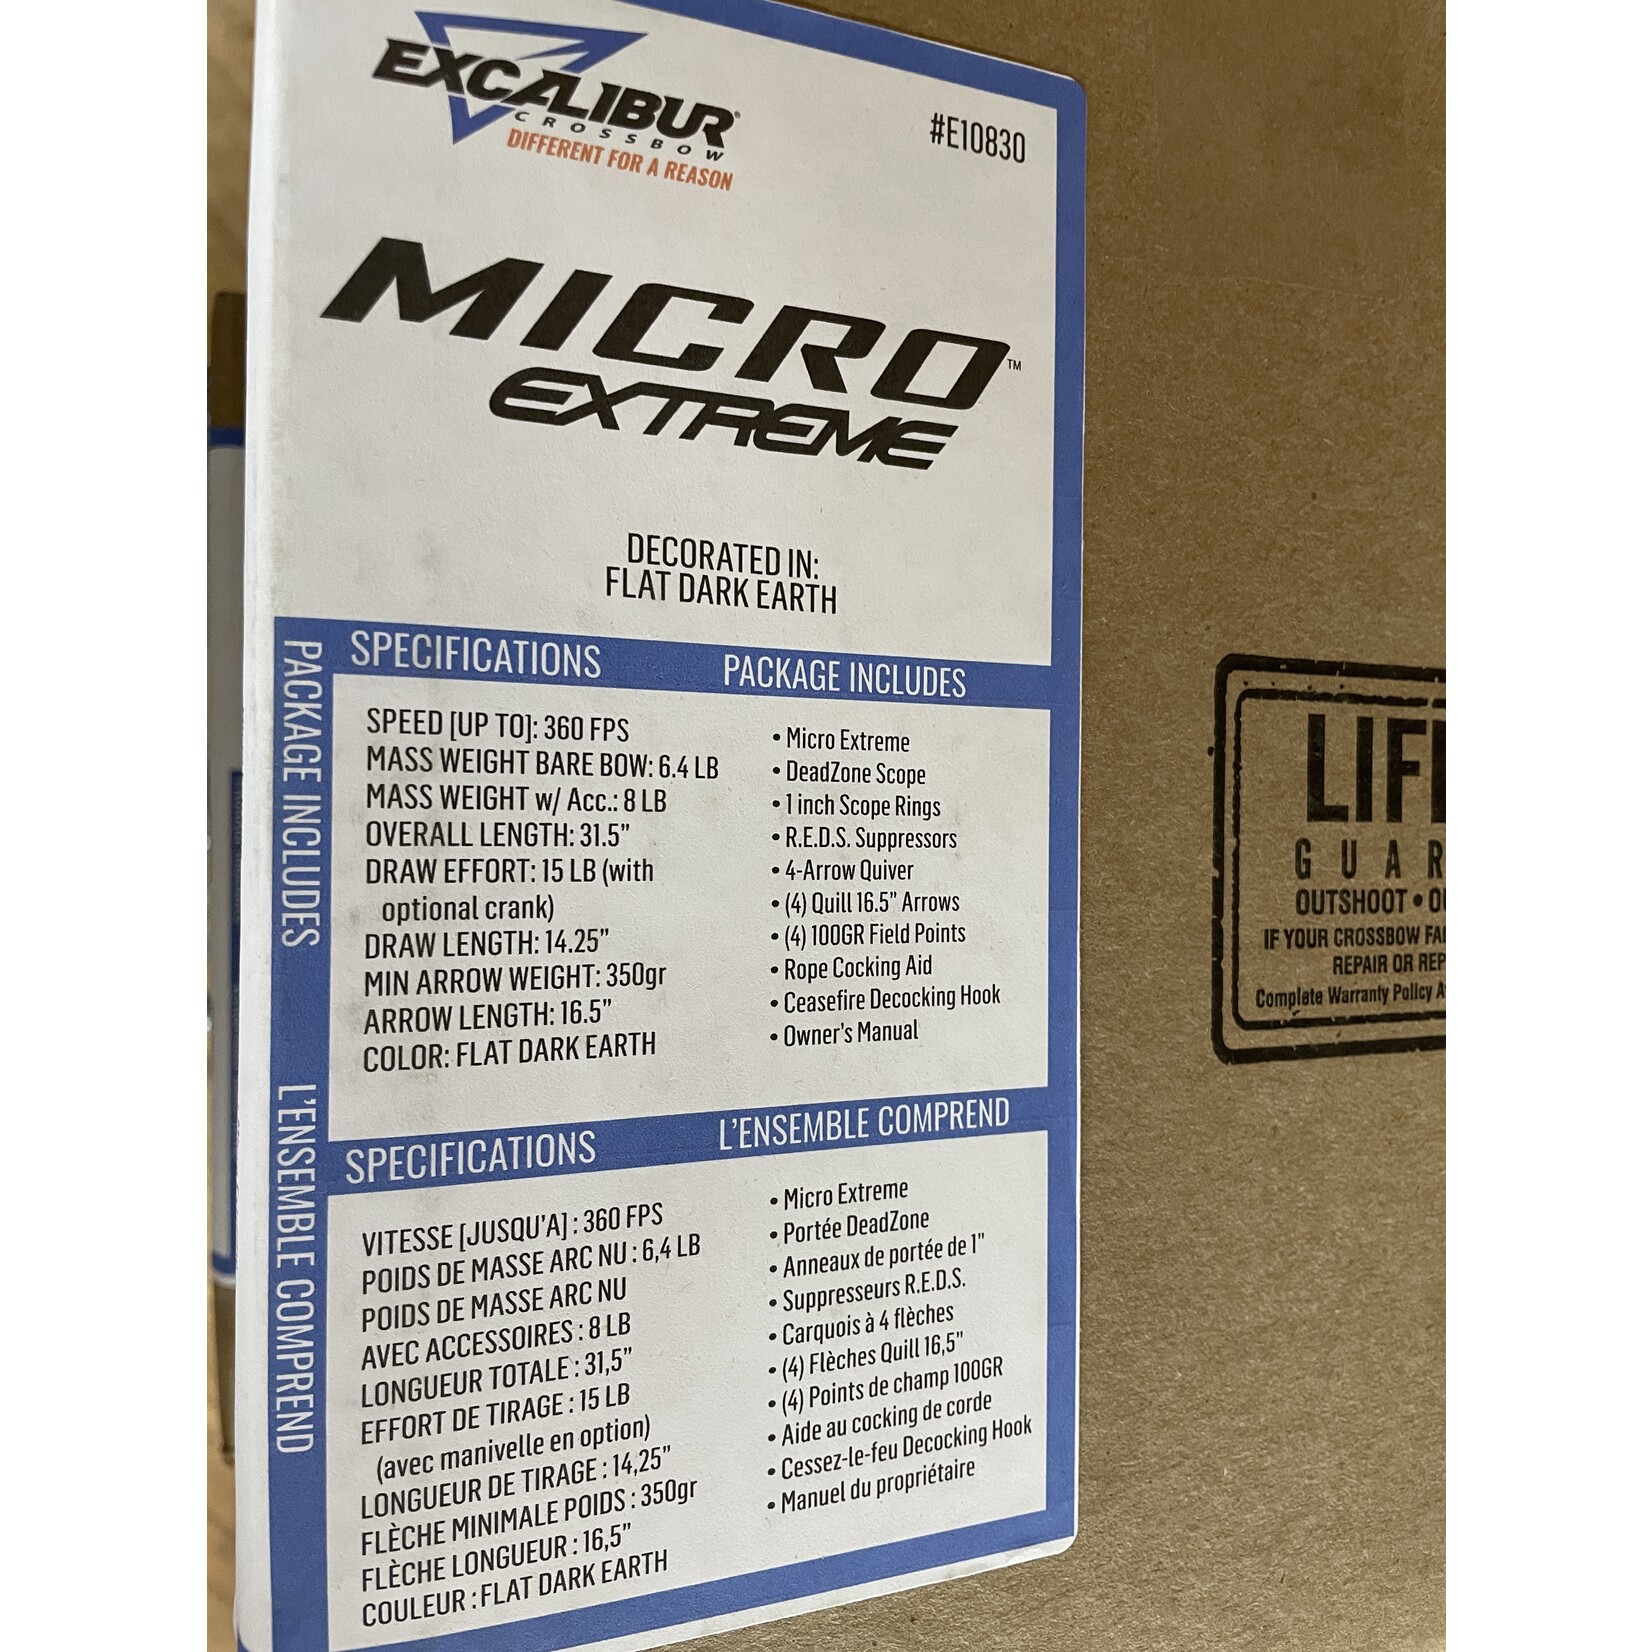 EXCALIBUR®
CROSSBOW
DIFFERENT FOR A REASON
#E10830
MICRO™
EXTREME
DECORATED IN:
FLAT DARK EARTH
PACKAGE INCLUDES
SPECIFICATIONS
SPEED [UP TO]: 360 FPS
MASS WEIGHT BARE BOW: 6.4 LB
MASS WEIGHT w/ Acc.: 8 LB
OVERALL LENGTH: 31.5"
DRAW EFFORT: 15 LB (with
optional crank)
DRAW LENGTH: 14.25"
MIN ARROW WEIGHT: 350gr
ARROW LENGTH: 16.5"
COLOR: FLAT DARK EARTH
PACKAGE INCLUDES
• Micro Extreme
• DeadZone Scope
• 1 inch Scope Rings
• R.E.D.S. Suppressors
• 4-Arrow Quiver
• (4) Quill 16.5" Arrows
• (4) 100GR Field Points
• Rope Cocking Aid
• Ceasefire Decocking Hook
• Owner's Manual
L'ENSEMBLE COMPREND
SPECIFICATIONS
VITESSE [JUSQU'A] : 360 FPS
POIDS DE MASSE ARC NU : 6,4 LB
POIDS DE MASSE ARC NU
AVEC ACCESSOIRES : 8 LB
LONGUEUR TOTALE : 31,5"
EFFORT DE TIRAGE : 15 LB
(avec manivelle en option)
LONGUEUR DE TIRAGE : 14,25"
FLÈCHE MINIMALE POIDS : 350gr
FLÈCHE LONGUEUR : 16,5"
COULEUR : FLAT DARK EARTH
L'ENSEMBLE COMPREND
• Micro Extreme
• Portée DeadZone
• Anneaux de portée de 1"
• Suppresseurs R.E.D.S.
• Carquois à 4 flèches
• (4) Flèches Quill 16,5"
• (4) Points de champ 100GR
• Aide au cocking de corde
• Cessez-le-feu Decocking Hook
• Manuel du propriétaire
LIF
GUAR
OUTSHOOT • O
IF YOUR CROSSBOW FA
REPAIR OR REP
Complete Warranty Policy A